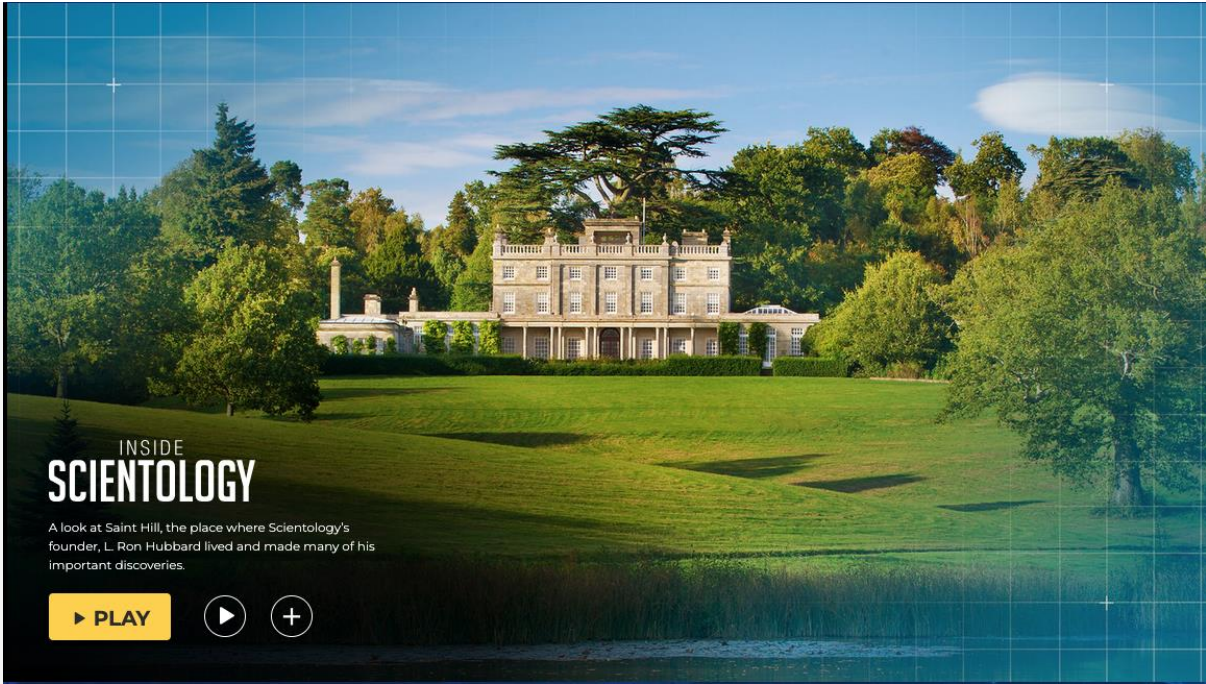 INSIDE
SCIENTOLOGY
A look at Saint Hill, the place where Scientology's
founder, L. Ron Hubbard lived and made many of his
important discoveries.
PLAY